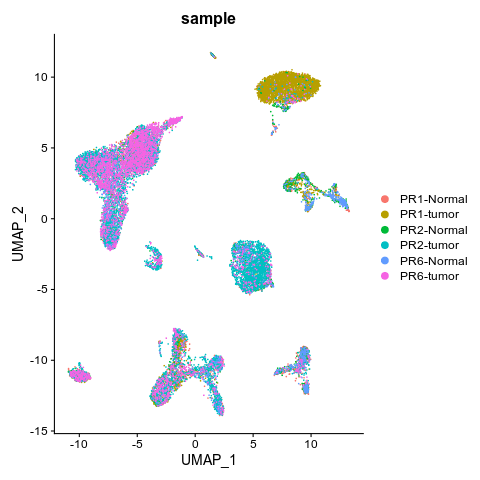 sample
UMAP_2
10
5
0
-5
-10
-15
-10
-5
0
5
10
UMAP_1
PR1-Normal
PR1-tumor
PR2-Normal
PR2-tumor
PR6-Normal
PR6-tumor